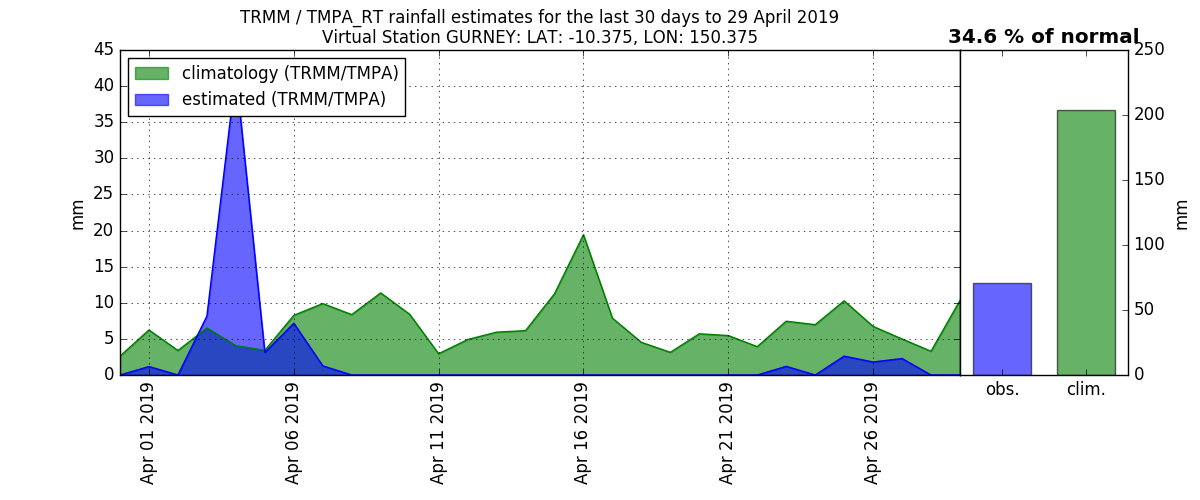 TRMM / TMPA_RT rainfall estimates for the last 30 days to 29 April 2019
Virtual Station GURNEY: LAT: -10.375, LON: 150.375
34.6 % of normal
climatology (TRMM/TMPA)
estimated (TRMM/TMPA)
45
40
35
30
25
20
15
10
5
0
mm
Apr 01 2019
Apr 06 2019
Apr 11 2019
Apr 16 2019
Apr 21 2019
Apr 26 2019
obs.
clim.
250
200
150
100
50
0
mm